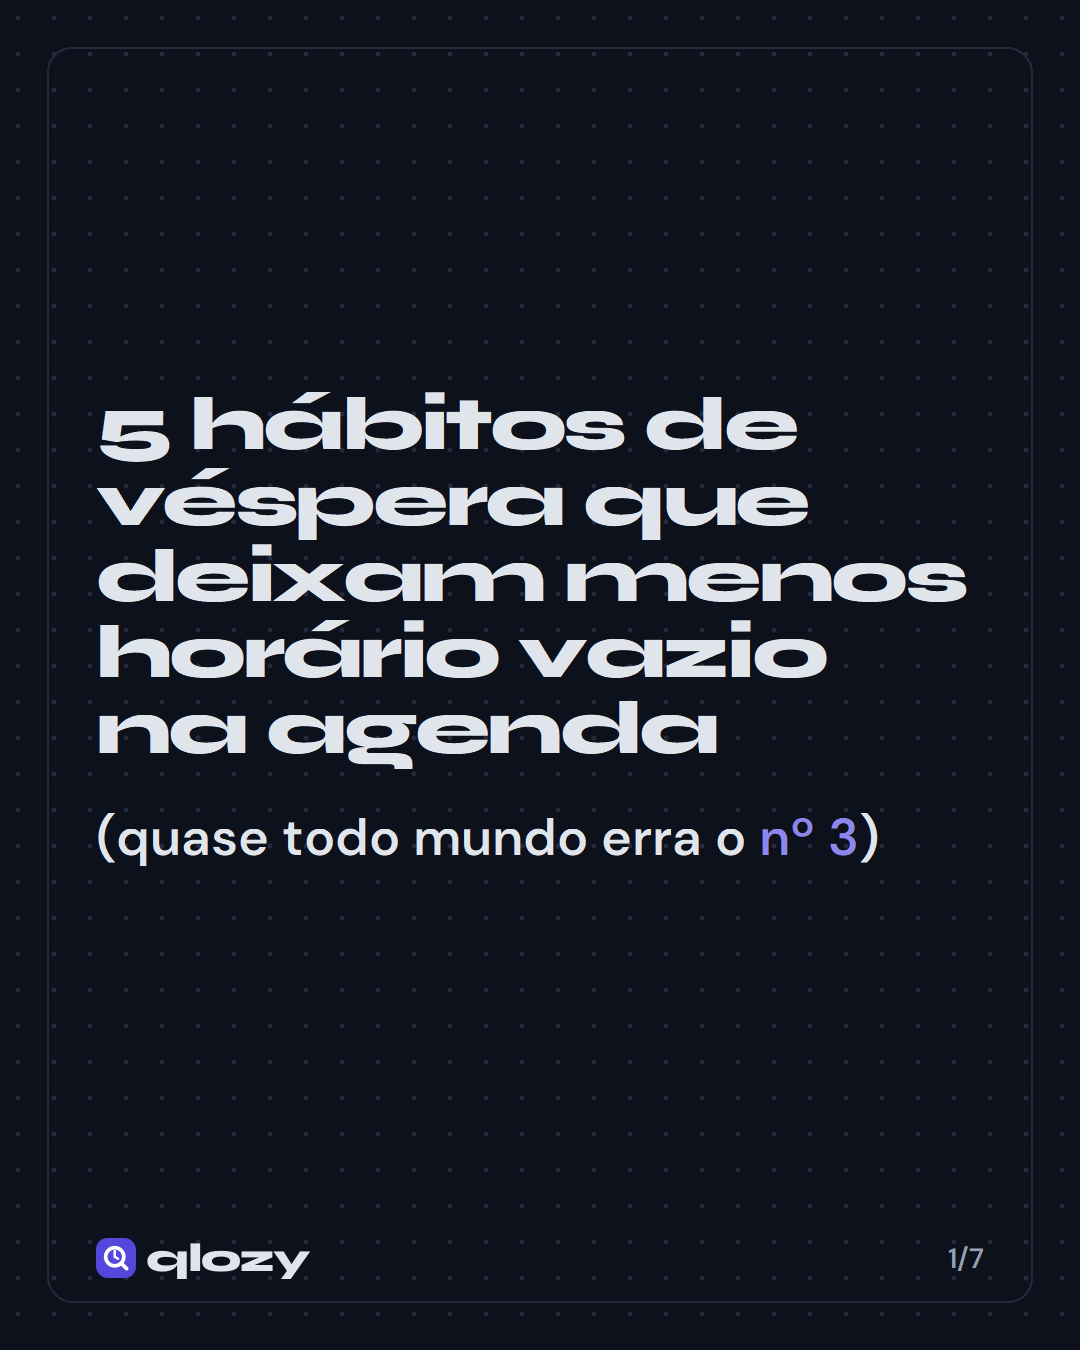 5 hábitos de
véspera que
deixam menos
horário vazio
na agenda
(quase todo mundo erra o nº 3)
qlozy
1/7